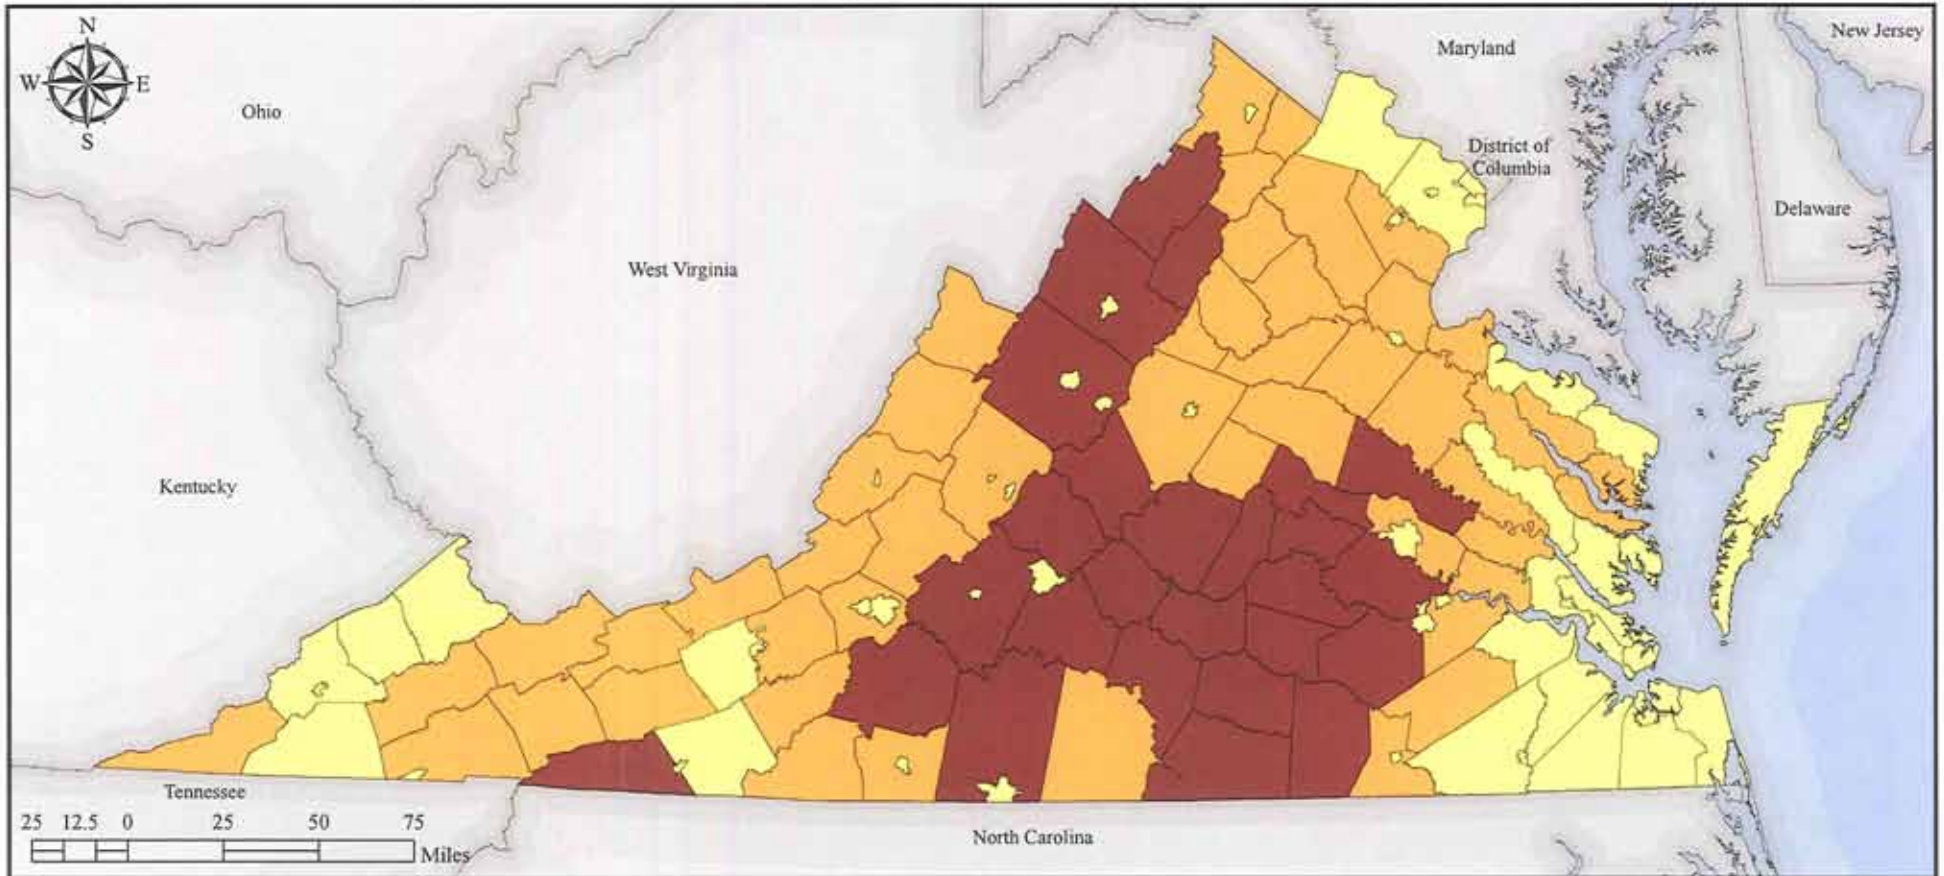 N
W E
S
Ohio
Maryland
New Jersey
District of
Columbia
Delaware
West Virginia
Kentucky
Tennessee
North Carolina
25 12.5 0 25 50 75
Miles